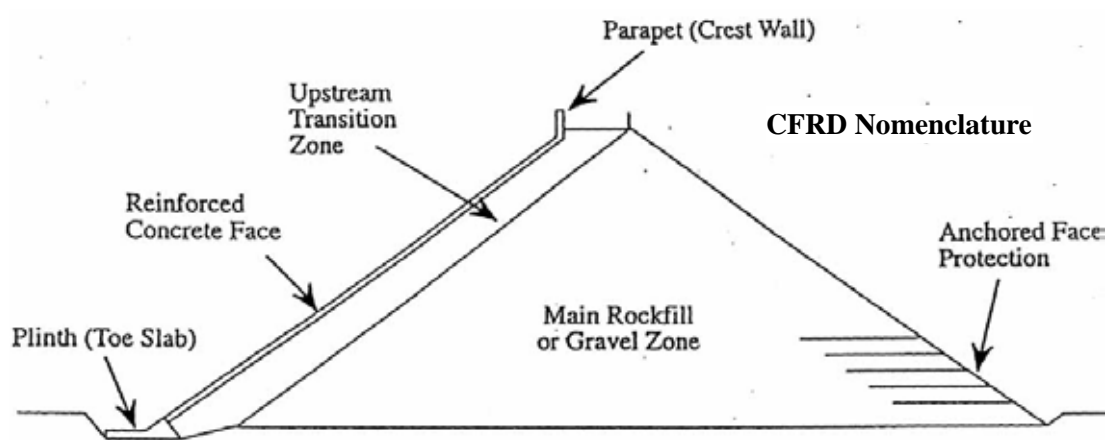 Parapet (Crest Wall)
Upstream
Transition
Zone
CFRD Nomenclature
Reinforced
Concrete Face
Anchored Face
Protection
Main Rockfill
or Gravel Zone
Plinth (Toe Slab)